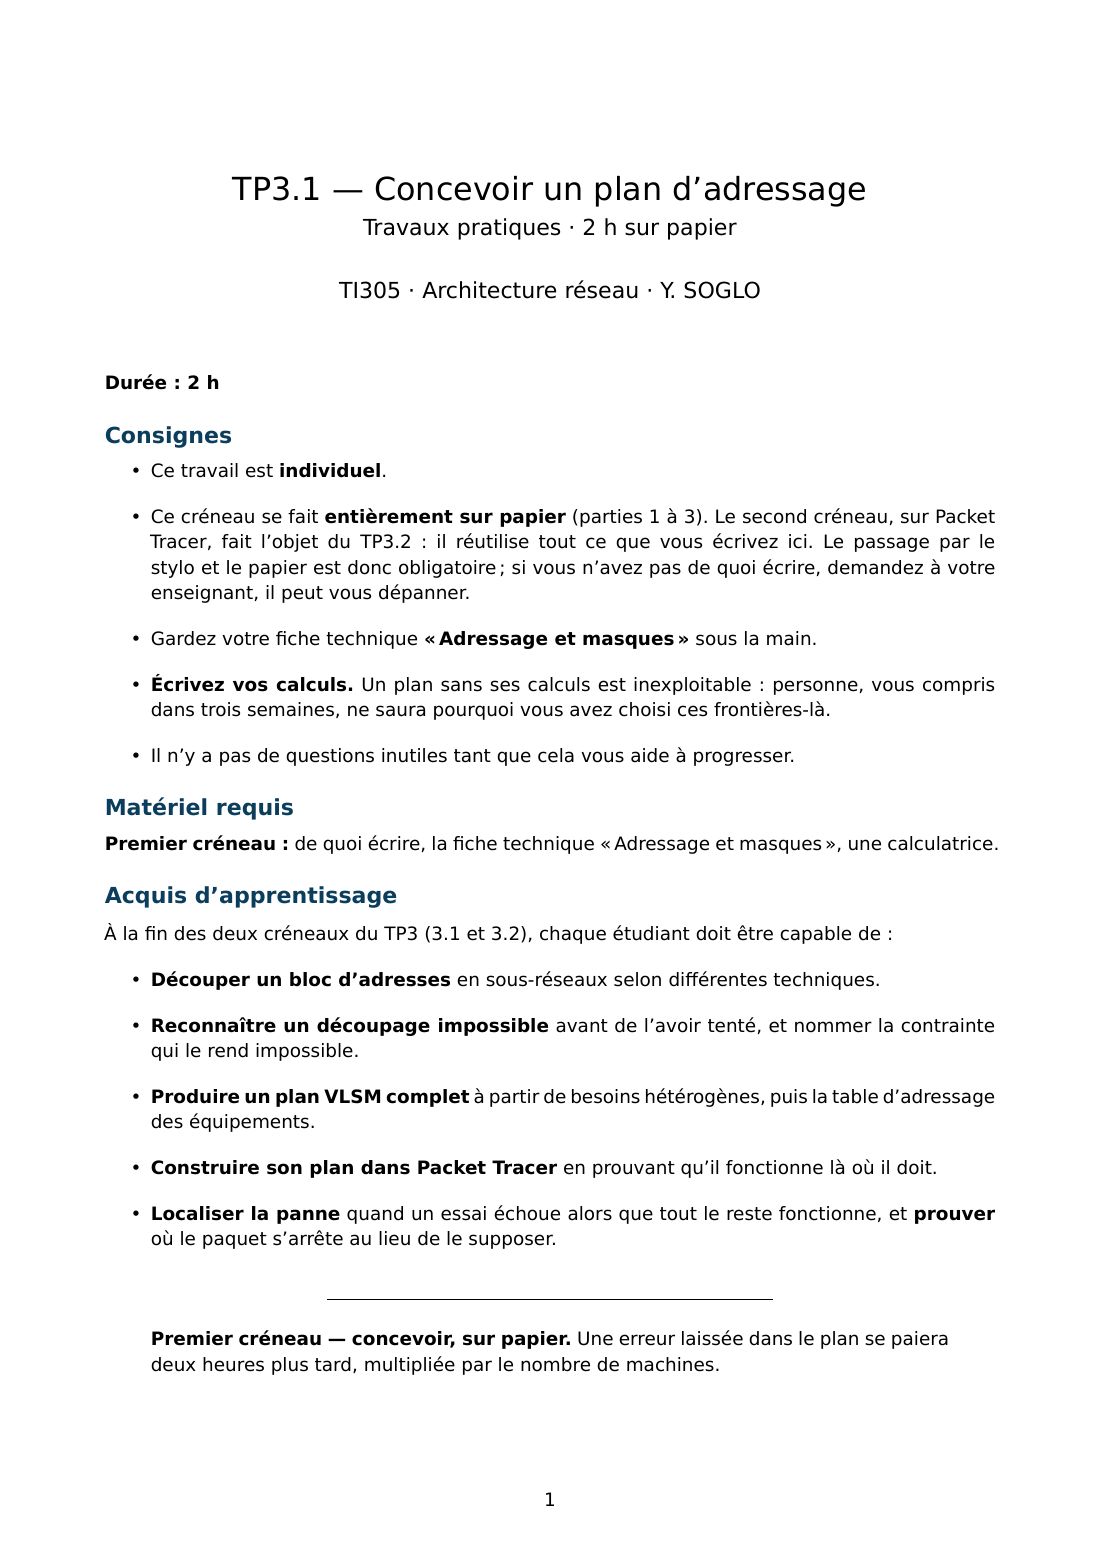 TP3.1 — Concevoir un plan d’adressage
Travaux pratiques · 2 h sur papier
TI305 · Architecture réseau · Y. SOGLO
Durée : 2 h
Consignes
• Ce travail est individuel.
• Ce créneau se fait entièrement sur papier (parties 1 à 3). Le second créneau, sur Packet
Tracer, fait l’objet du TP3.2 : il réutilise tout ce que vous écrivez ici. Le passage par le
stylo et le papier est donc obligatoire ; si vous n’avez pas de quoi écrire, demandez à votre
enseignant, il peut vous dépanner.
• Gardez votre fiche technique « Adressage et masques » sous la main.
• Écrivez vos calculs. Un plan sans ses calculs est inexploitable : personne, vous compris
dans trois semaines, ne saura pourquoi vous avez choisi ces frontières-là.
• Il n’y a pas de questions inutiles tant que cela vous aide à progresser.
Matériel requis
Premier créneau : de quoi écrire, la fiche technique « Adressage et masques », une calculatrice.
Acquis d’apprentissage
À la fin des deux créneaux du TP3 (3.1 et 3.2), chaque étudiant doit être capable de :
• Découper un bloc d’adresses en sous-réseaux selon différentes techniques.
• Reconnaître un découpage impossible avant de l’avoir tenté, et nommer la contrainte
qui le rend impossible.
• Produire un plan VLSM complet à partir de besoins hétérogènes, puis la table d’adressage
des équipements.
• Construire son plan dans Packet Tracer en prouvant qu’il fonctionne là où il doit.
• Localiser la panne quand un essai échoue alors que tout le reste fonctionne, et prouver
où le paquet s’arrête au lieu de le supposer.
Premier créneau — concevoir, sur papier. Une erreur laissée dans le plan se paiera
deux heures plus tard, multipliée par le nombre de machines.
1